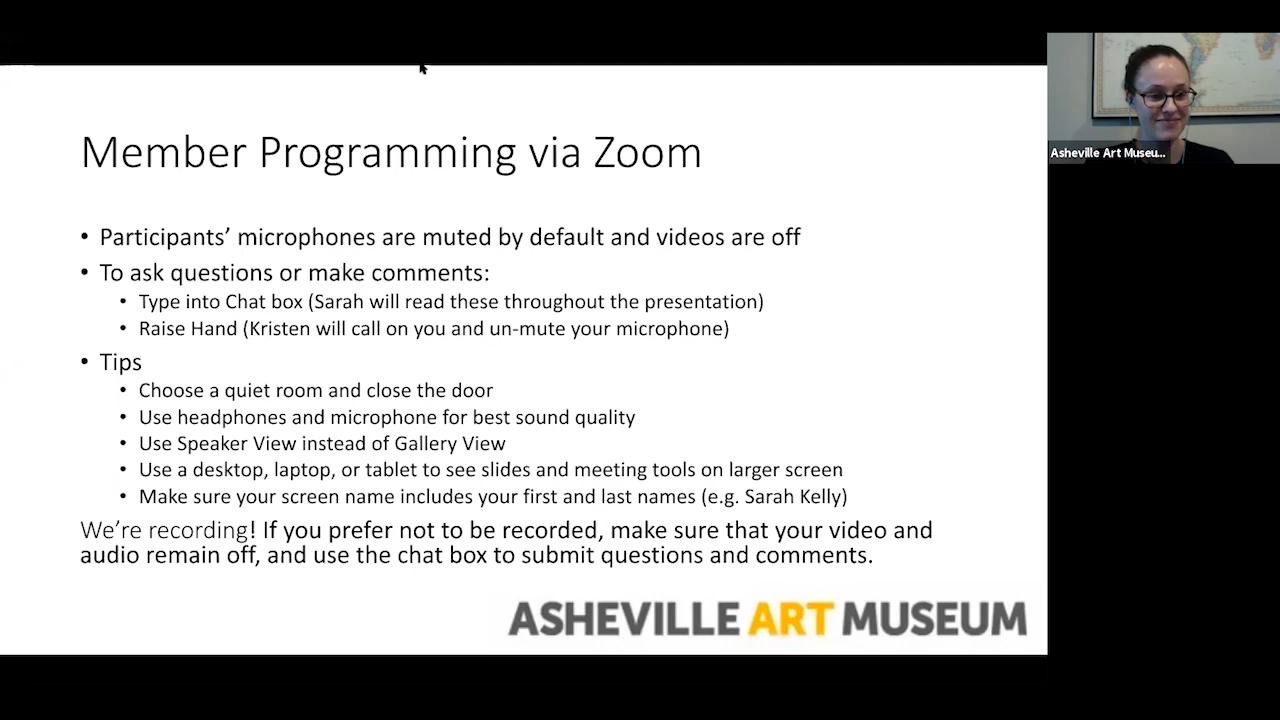 Member Programming via Zoom
• Participants’ microphones are muted by default and videos are off
• To ask questions or make comments:
• Type into Chat box (Sarah will read these throughout the presentation)
• Raise Hand (Kristen will call on you and un-mute your microphone)
• Tips
• Choose a quiet room and close the door
• Use headphones and microphone for best sound quality
• Use Speaker View instead of Gallery View
• Use a desktop, laptop, or tablet to see slides and meeting tools on larger screen
• Make sure your screen name includes your first and last names (e.g. Sarah Kelly)
We’re recording! If you prefer not to be recorded, make sure that your video and
audio remain off, and use the chat box to submit questions and comments.
ASHEVILLE ART MUSEUM
Asheville Art Museu...